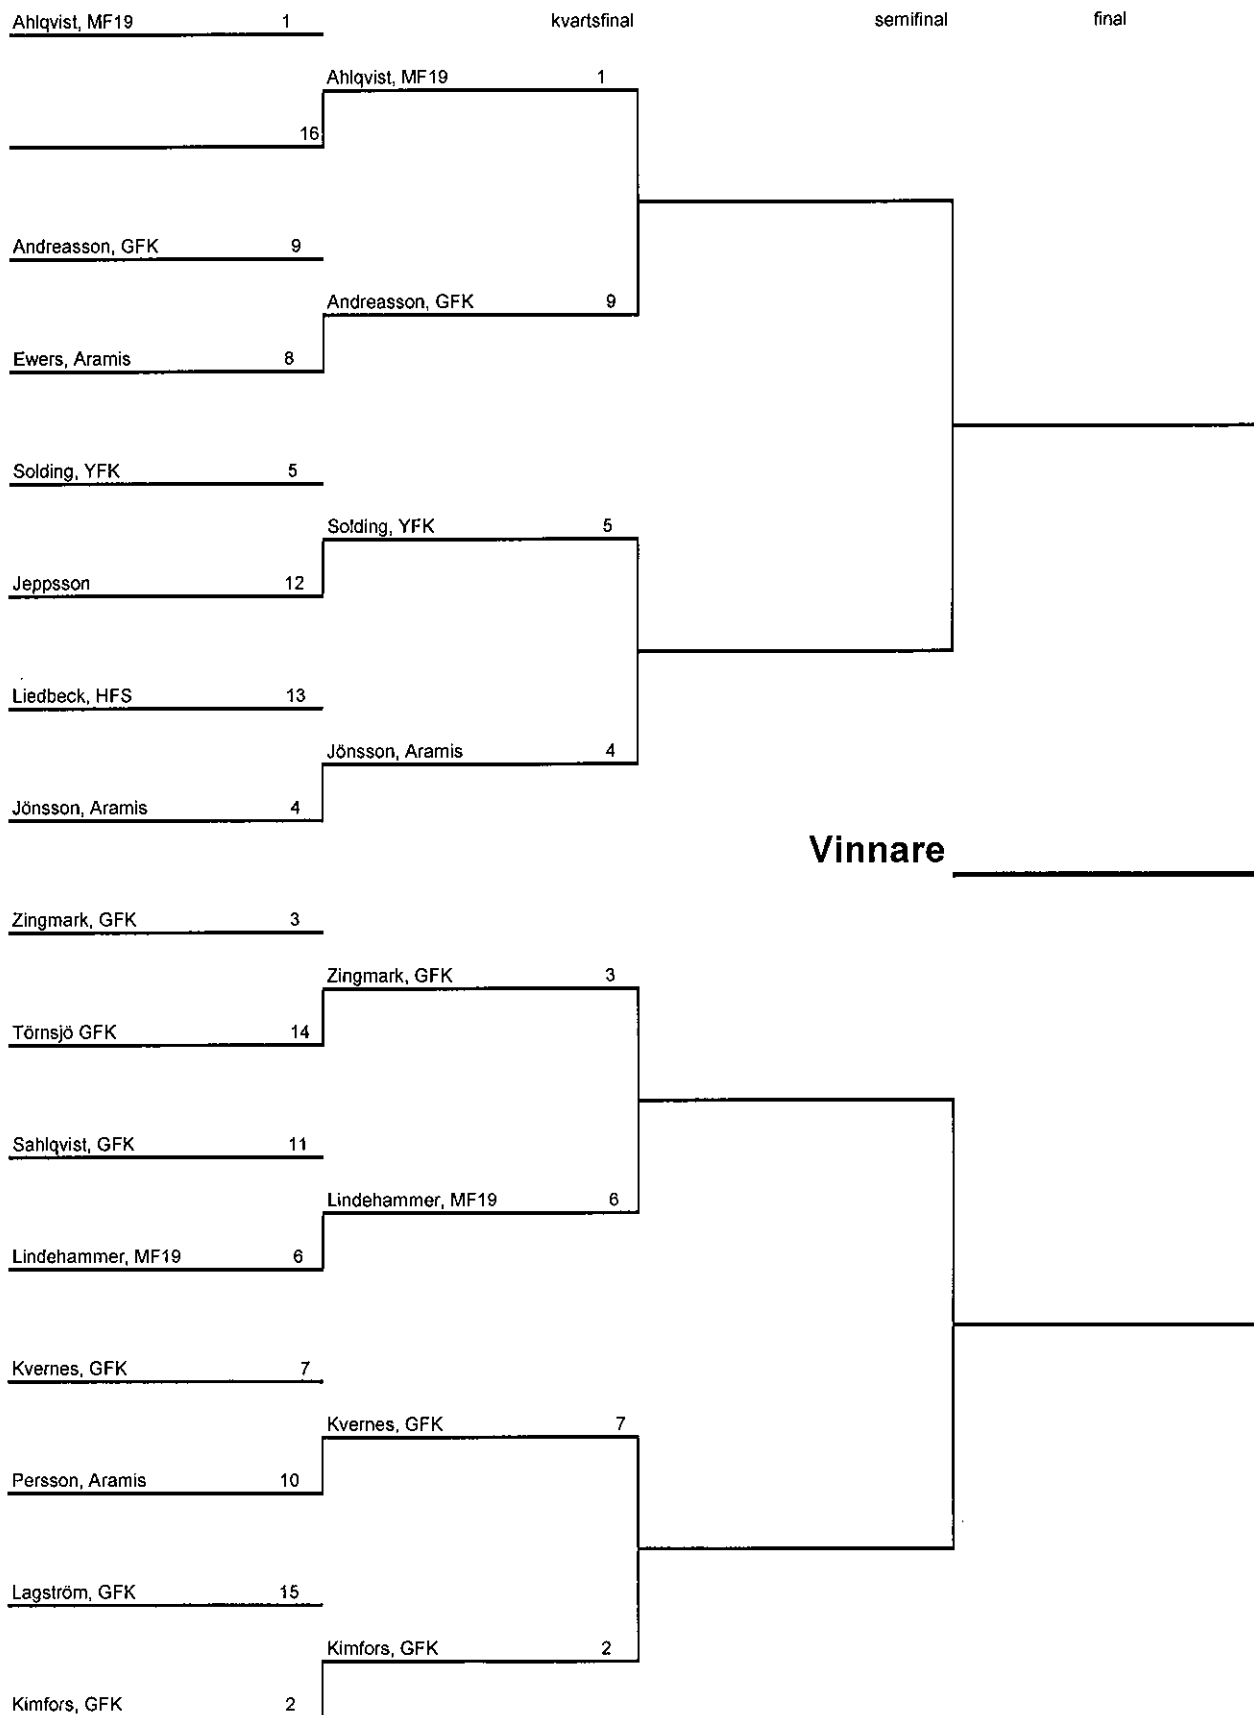 Ahlqvist, MF19 1 kvartsfinal semifinal final
Ahlqvist, MF19 1
16
Andreasson, GFK 9
Andreasson, GFK 9
Ewers, Aramis 8
Solding, YFK 5
Solding, YFK 5
Jeppsson 12
Liedbeck, HFS 13
Jönsson, Aramis 4
Jönsson, Aramis 4
Vinnare
Zingmark, GFK 3
Zingmark, GFK 3
Törnsjö GFK 14
Sahlqvist, GFK 11
Lindehammer, MF19 6
Lindehammer, MF19 6
Kvernes, GFK 7
Kvernes, GFK 7
Persson, Aramis 10
Lagström, GFK 15
Kimfors, GFK 2
Kimfors, GFK 2